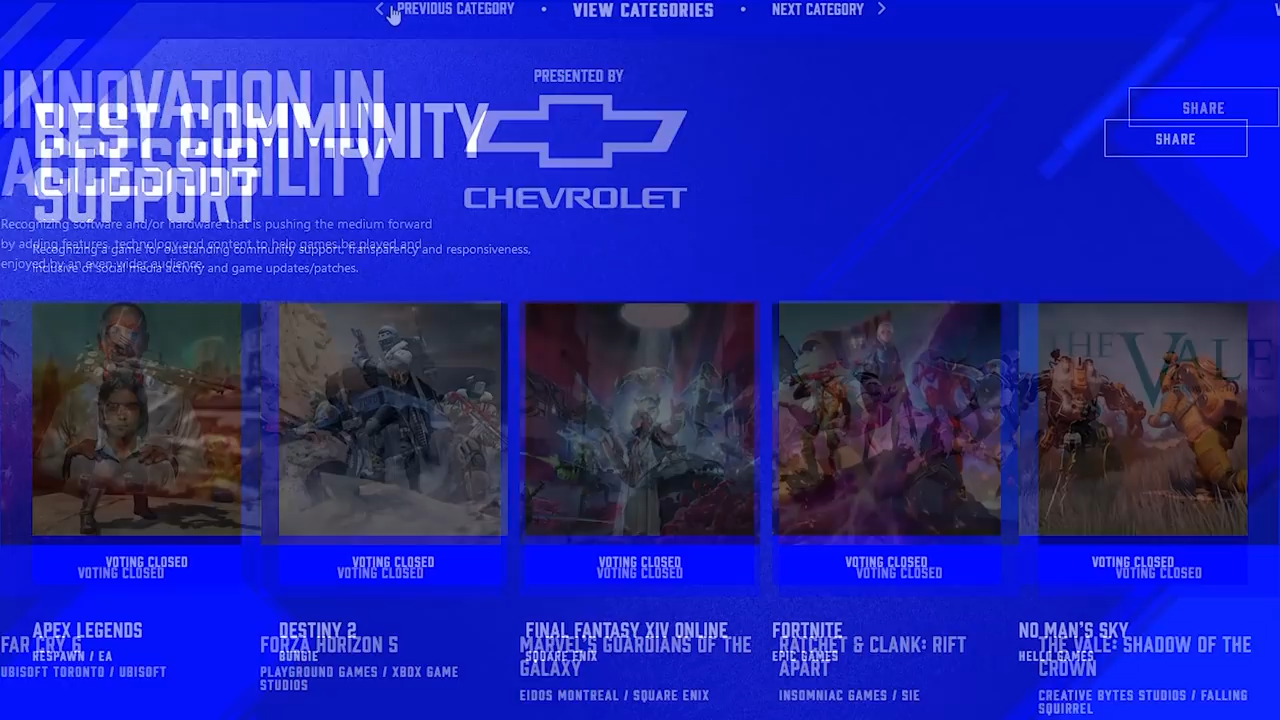 PREVIOUS CATEGORY • VIEW CATEGORIES • NEXT CATEGORY
PRESENTED BY
CHEVROLET
INNOVATION IN
ACCESSIBILITY
Recognizing software and/or hardware that is pushing the medium forward
by adding features, technology and content to help games be played and
enjoyed by an even wider audience.
BEST COMMUNITY
SUPPORT
Recognizing a game for outstanding community support, transparency and responsiveness,
inclusive of social media activity and game updates/patches.
SHARE
SHARE
THE VALE
VOTING CLOSED VOTING CLOSED VOTING CLOSED VOTING CLOSED VOTING CLOSED
VOTING CLOSED VOTING CLOSED VOTING CLOSED VOTING CLOSED VOTING CLOSED
APEX LEGENDS
RESPAWN / EA
DESTINY 2
BUNGIE
FINAL FANTASY XIV ONLINE
SQUARE ENIX
FORTNITE
EPIC GAMES
NO MAN'S SKY
HELLO GAMES
FAR CRY 6
UBISOFT TORONTO / UBISOFT
FORZA HORIZON 5
PLAYGROUND GAMES / XBOX GAME
STUDIOS
MARVEL'S GUARDIANS OF THE
GALAXY
EIDOS MONTREAL / SQUARE ENIX
RATCHET & CLANK: RIFT
APART
INSOMNIAC GAMES / SIE
THE VALE: SHADOW OF THE
CROWN
CREATIVE BYTES STUDIOS / FALLING
SQUIRREL